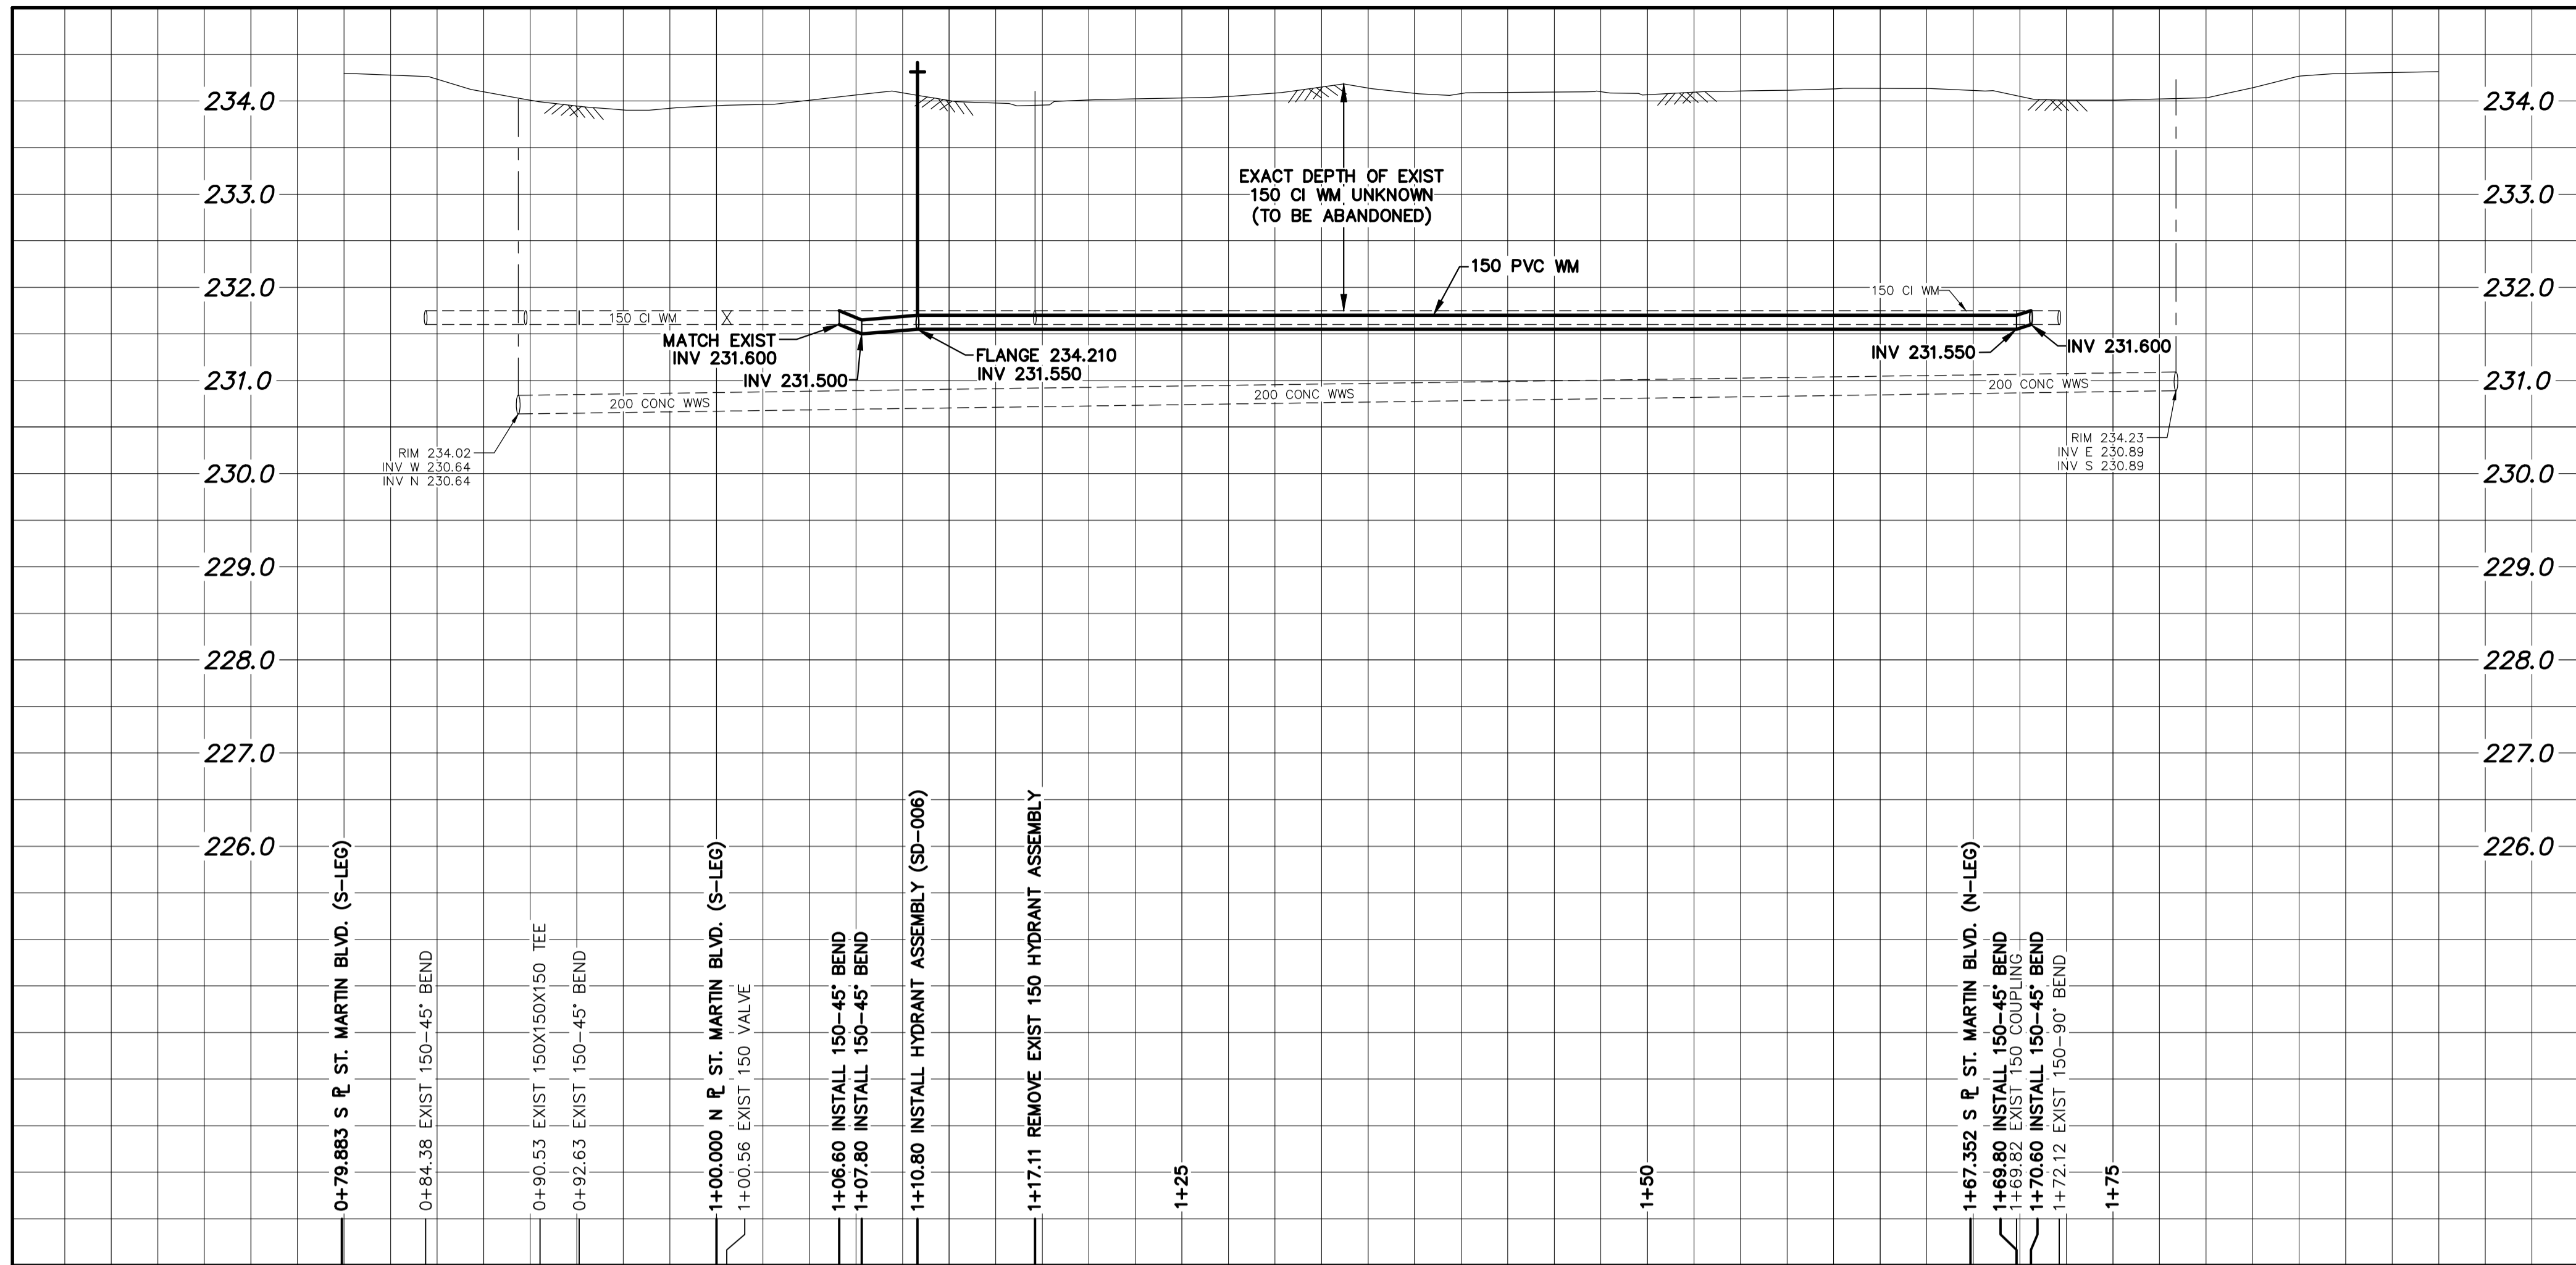 234.0
234.0
EXACT DEPTH OF EXIST
150 CI WM UNKNOWN
(TO BE ABANDONED)
233.0
233.0
150 PVC WM
232.0
232.0
150 CI WM
150 CI WM
MATCH EXIST
INV 231.600
INV 231.500
FLANGE 234.210
INV 231.550
INV 231.550
INV 231.600
231.0
231.0
200 CONC WWS
200 CONC WWS
200 CONC WWS
RIM 234.02
INV W 230.64
INV N 230.64
RIM 234.23
INV E 230.89
INV S 230.89
230.0
230.0
229.0
229.0
228.0
228.0
227.0
227.0
226.0
226.0
0+79.883 S ⅊ ST. MARTIN BLVD. (S-LEG)
0+84.38 EXIST 150-45° BEND
0+90.53 EXIST 150X150X150 TEE
0+92.63 EXIST 150-45° BEND
1+00.000 N ⅊ ST. MARTIN BLVD. (S-LEG)
1+00.56 EXIST 150 VALVE
1+06.60 INSTALL 150-45° BEND
1+07.80 INSTALL 150-45° BEND
1+10.80 INSTALL HYDRANT ASSEMBLY (SD-006)
1+17.11 REMOVE EXIST 150 HYDRANT ASSEMBLY
1+25
1+50
1+67.352 S ⅊ ST. MARTIN BLVD. (N-LEG)
1+69.80 INSTALL 150-45° BEND
1+69.82 EXIST 150 COUPLING
1+70.60 INSTALL 150-45° BEND
1+72.12 EXIST 150-90° BEND
1+75